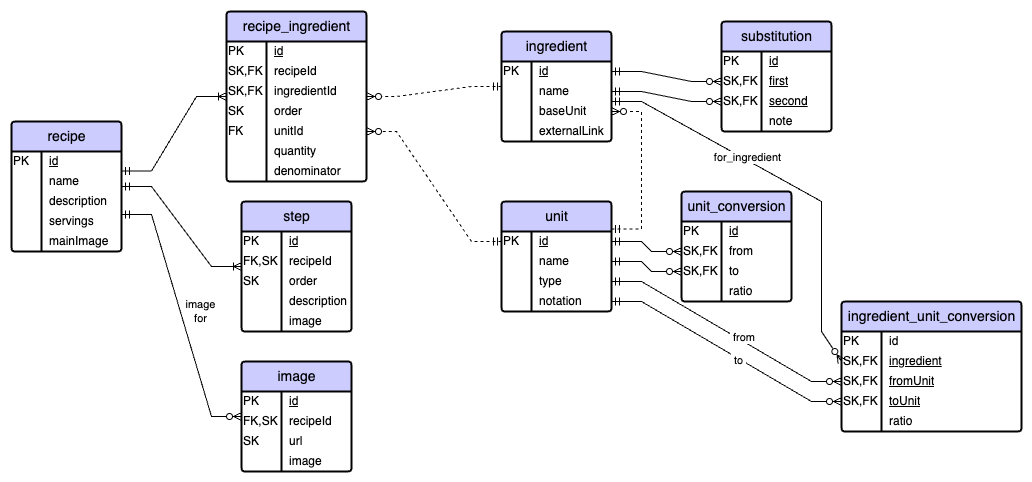 recipe_ingredient
PK id
SK,FK recipeId
SK,FK ingredientId
SK order
FK unitId
quantity
denominator
ingredient
PK id
name
baseUnit
externalLink
substitution
PK id
SK,FK first
SK,FK second
note
recipe
PK id
name
description
servings
mainImage
for_ingredient
step
PK id
FK,SK recipeId
SK order
description
image
unit
PK id
name
type
notation
unit_conversion
PK id
SK,FK from
SK,FK to
ratio
image
for
from
to
ingredient_unit_conversion
PK id
SK,FK ingredient
SK,FK fromUnit
SK,FK toUnit
ratio
image
PK id
FK,SK recipeId
SK url
image